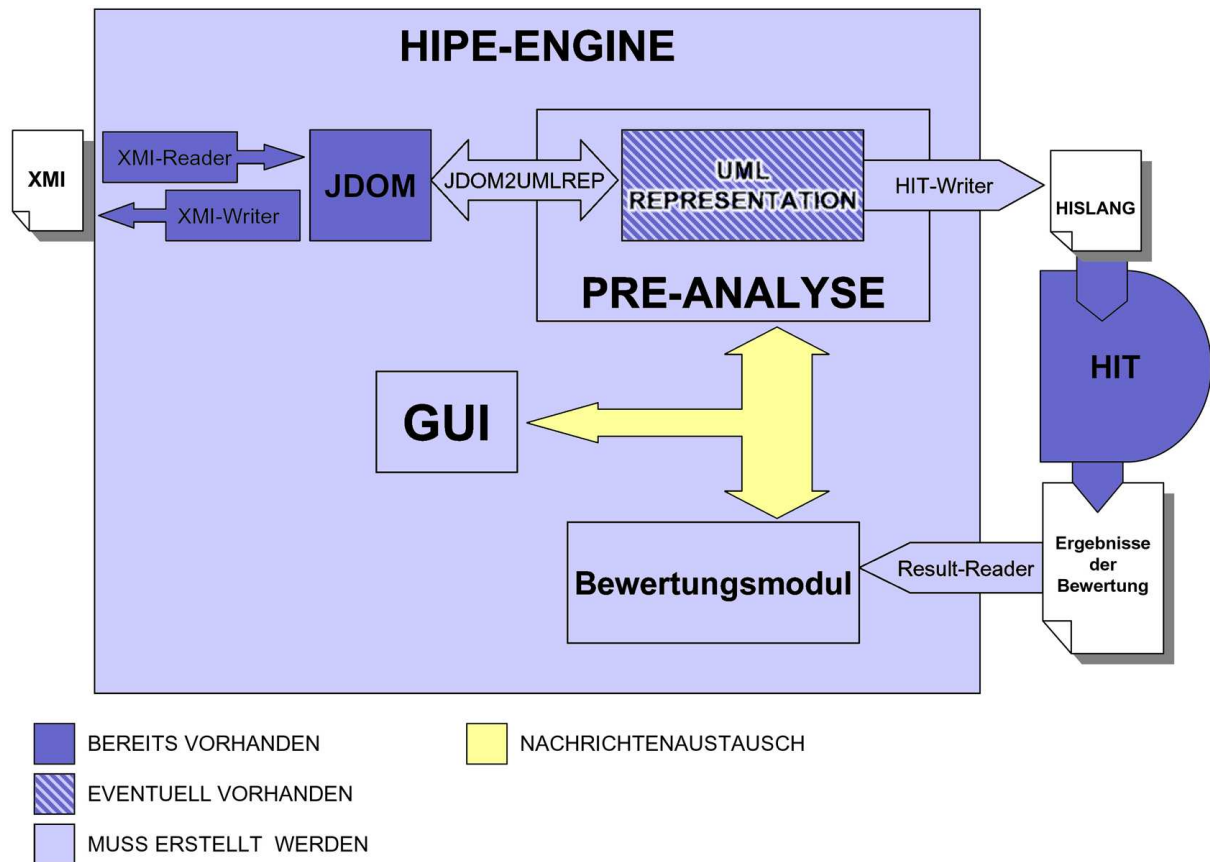 HIPE-ENGINE
XMI
XMI-Reader
XMI-Writer
JDOM
JDOM2UMLREP
UML
REPRESENTATION
PRE-ANALYSE
HIT-Writer
HISLANG
HIT
GUI
Bewertungsmodul
Result-Reader
Ergebnisse
der
Bewertung
BEREITS VORHANDEN
NACHRICHTENAUSTAUSCH
EVENTUELL VORHANDEN
MUSS ERSTELLT WERDEN